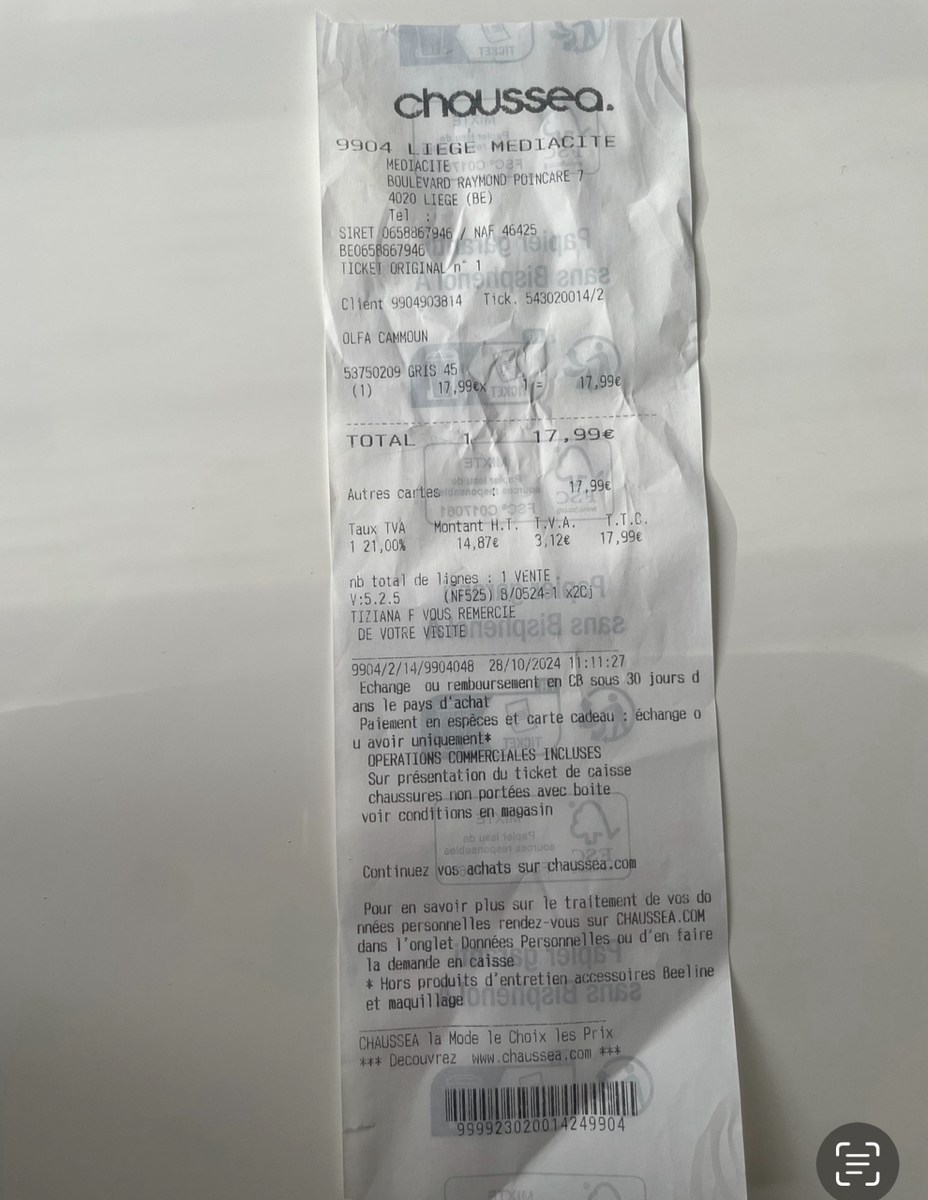 chaussea.
9904 LIEGE MEDIACITE
MEDIACITE
BOULEVARD RAYMOND POINCARE 7
4020 LIEGE (BE)
Tel :
SIRET 0658867946 / NAF 46425
BE0658867946
TICKET ORIGINAL n° 1
Client 9904903814 Tick. 543020014/2
OLFA CAMMOUN
53750209 GRIS 45
(1) 17,99€x 1 = 17,99€
TOTAL 1 17,99€
Autres cartes : 17,99€
Taux TVA Montant H.T. T.V.A. T.T.C.
1 21,00% 14,87€ 3,12€ 17,99€
nb total de lignes : 1 VENTE
V:5.2.5 (NF525) B/0524-1 x2Cj
TIZIANA F VOUS REMERCIE
DE VOTRE VISITE
9904/2/14/9904048 28/10/2024 11:11:27
Echange ou remboursement en CB sous 30 jours d
ans le pays d'achat
Paiement en espèces et carte cadeau : échange o
u avoir uniquement*
OPERATIONS COMMERCIALES INCLUSES
Sur présentation du ticket de caisse
chaussures non portées avec boite
voir conditions en magasin
Continuez vos achats sur chaussea.com
Pour en savoir plus sur le traitement de vos do
nnées personnelles rendez-vous sur CHAUSSEA.COM
dans l'onglet Données Personnelles ou d'en faire
la demande en caisse
* Hors produits d'entretien accessoires Beeline
et maquillage
CHAUSSEA la Mode le Choix les Prix
*** Decouvrez www.chaussea.com ***
999923020014249904